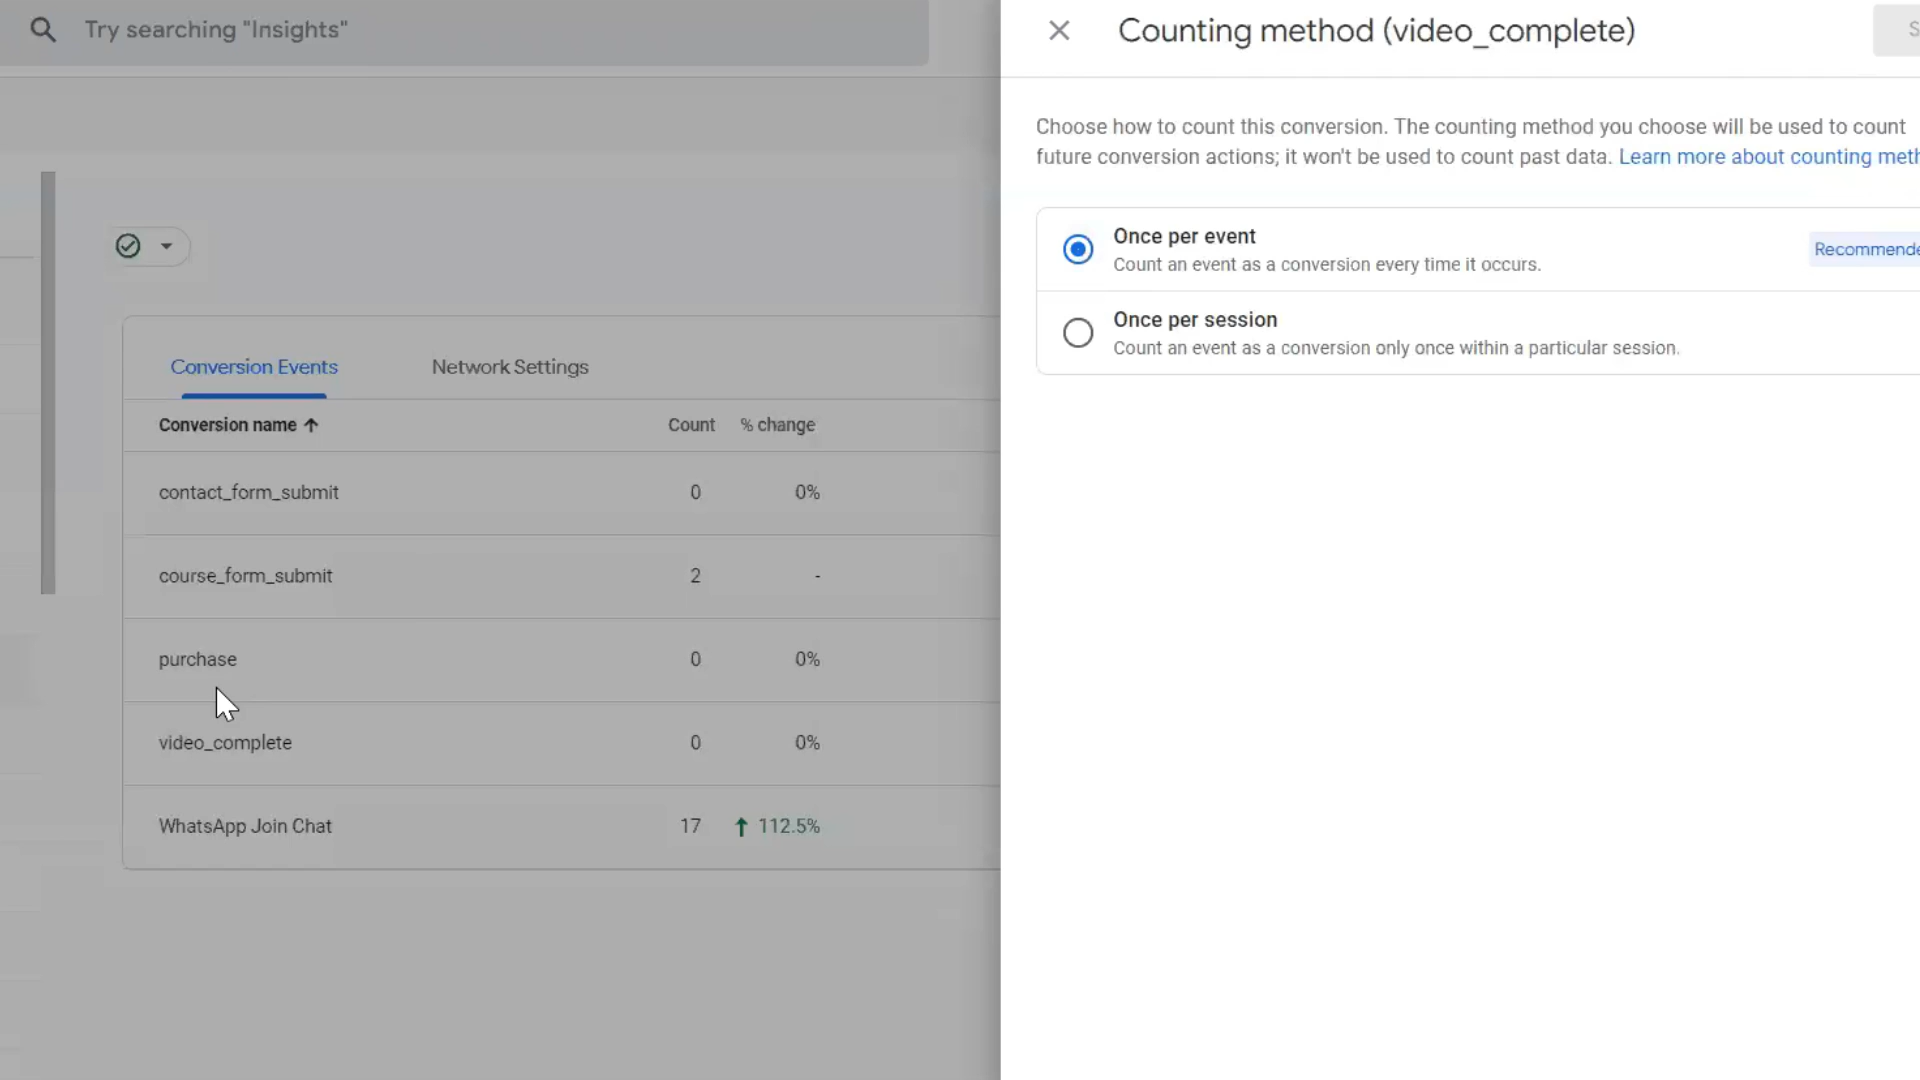 Try searching "Insights"
Conversion Events
Network Settings
Conversion name
Count
% change
contact_form_submit
0
0%
course_form_submit
2
-
purchase
0
0%
video_complete
0
0%
WhatsApp Join Chat
17
112.5%
Counting method (video_complete)
Choose how to count this conversion. The counting method you choose will be used to count
future conversion actions; it won't be used to count past data. Learn more about counting meth
Once per event
Recommende
Count an event as a conversion every time it occurs.
Once per session
Count an event as a conversion only once within a particular session.